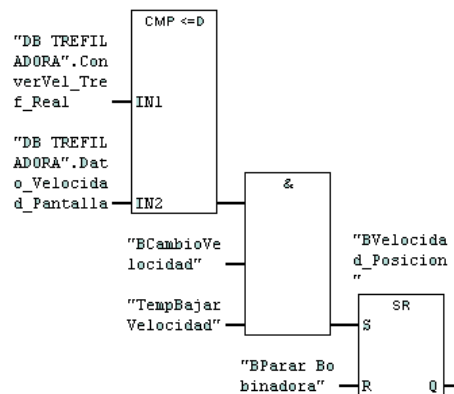 CMP <=D
"DB TREFIL
ADORA".Con
verVel_Tre
f_Real
IN1
"DB TREFIL
ADORA".Dat
o_Velocida
d_Pantalla
IN2
&
"BCambioVe
locidad"
"TempBajar
Velocidad"
"BVelocida
d_Posicion
"
SR
S
"BParar Bo
binadora"
R
Q